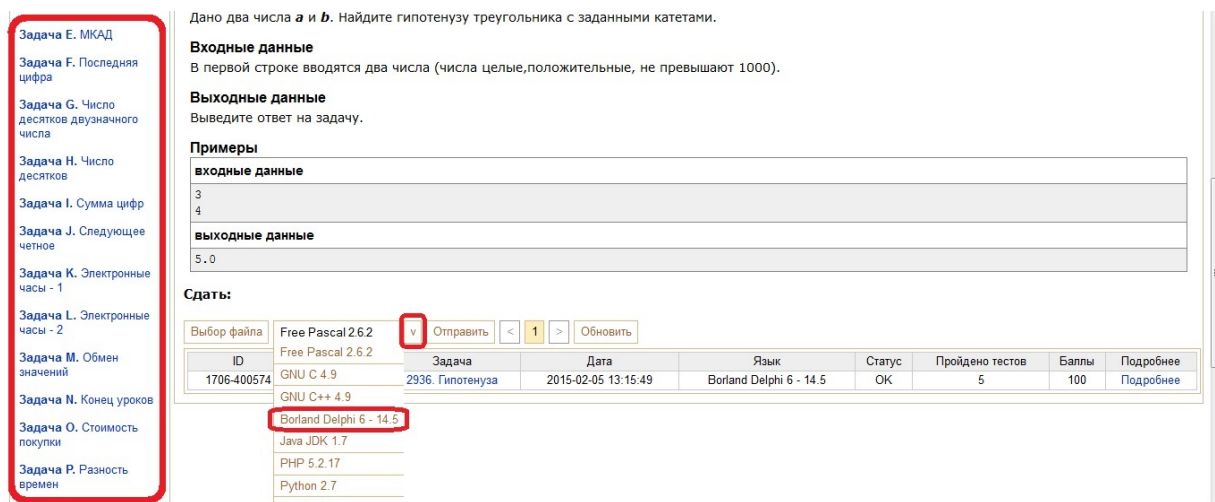 Задача E. МКАД
Задача F. Последняя
цифра
Задача G. Число
десятков двузначного
числа
Задача H. Число
десятков
Задача I. Сумма цифр
Задача J. Следующее
четное
Задача K. Электронные
часы - 1
Задача L. Электронные
часы - 2
Задача M. Обмен
значений
Задача N. Конец уроков
Задача O. Стоимость
покупки
Задача P. Разность
времен
Дано два числа a и b. Найдите гипотенузу треугольника с заданными катетами.
Входные данные
В первой строке вводятся два числа (числа целые,положительные, не превышают 1000).
Выходные данные
Выведите ответ на задачу.
Примеры
входные данные
3
4
выходные данные
5.0
Сдать:
Выбор файла Free Pascal 2.6.2 v Отправить < 1 > Обновить
Free Pascal 2.6.2
GNU C 4.9
GNU C++ 4.9
Borland Delphi 6 - 14.5
Java JDK 1.7
PHP 5.2.17
Python 2.7
ID Задача Дата Язык Статус Пройдено тестов Баллы Подробнее
1706-400574 2936. Гипотенуза 2015-02-05 13:15:49 Borland Delphi 6 - 14.5 OK 5 100 Подробнее